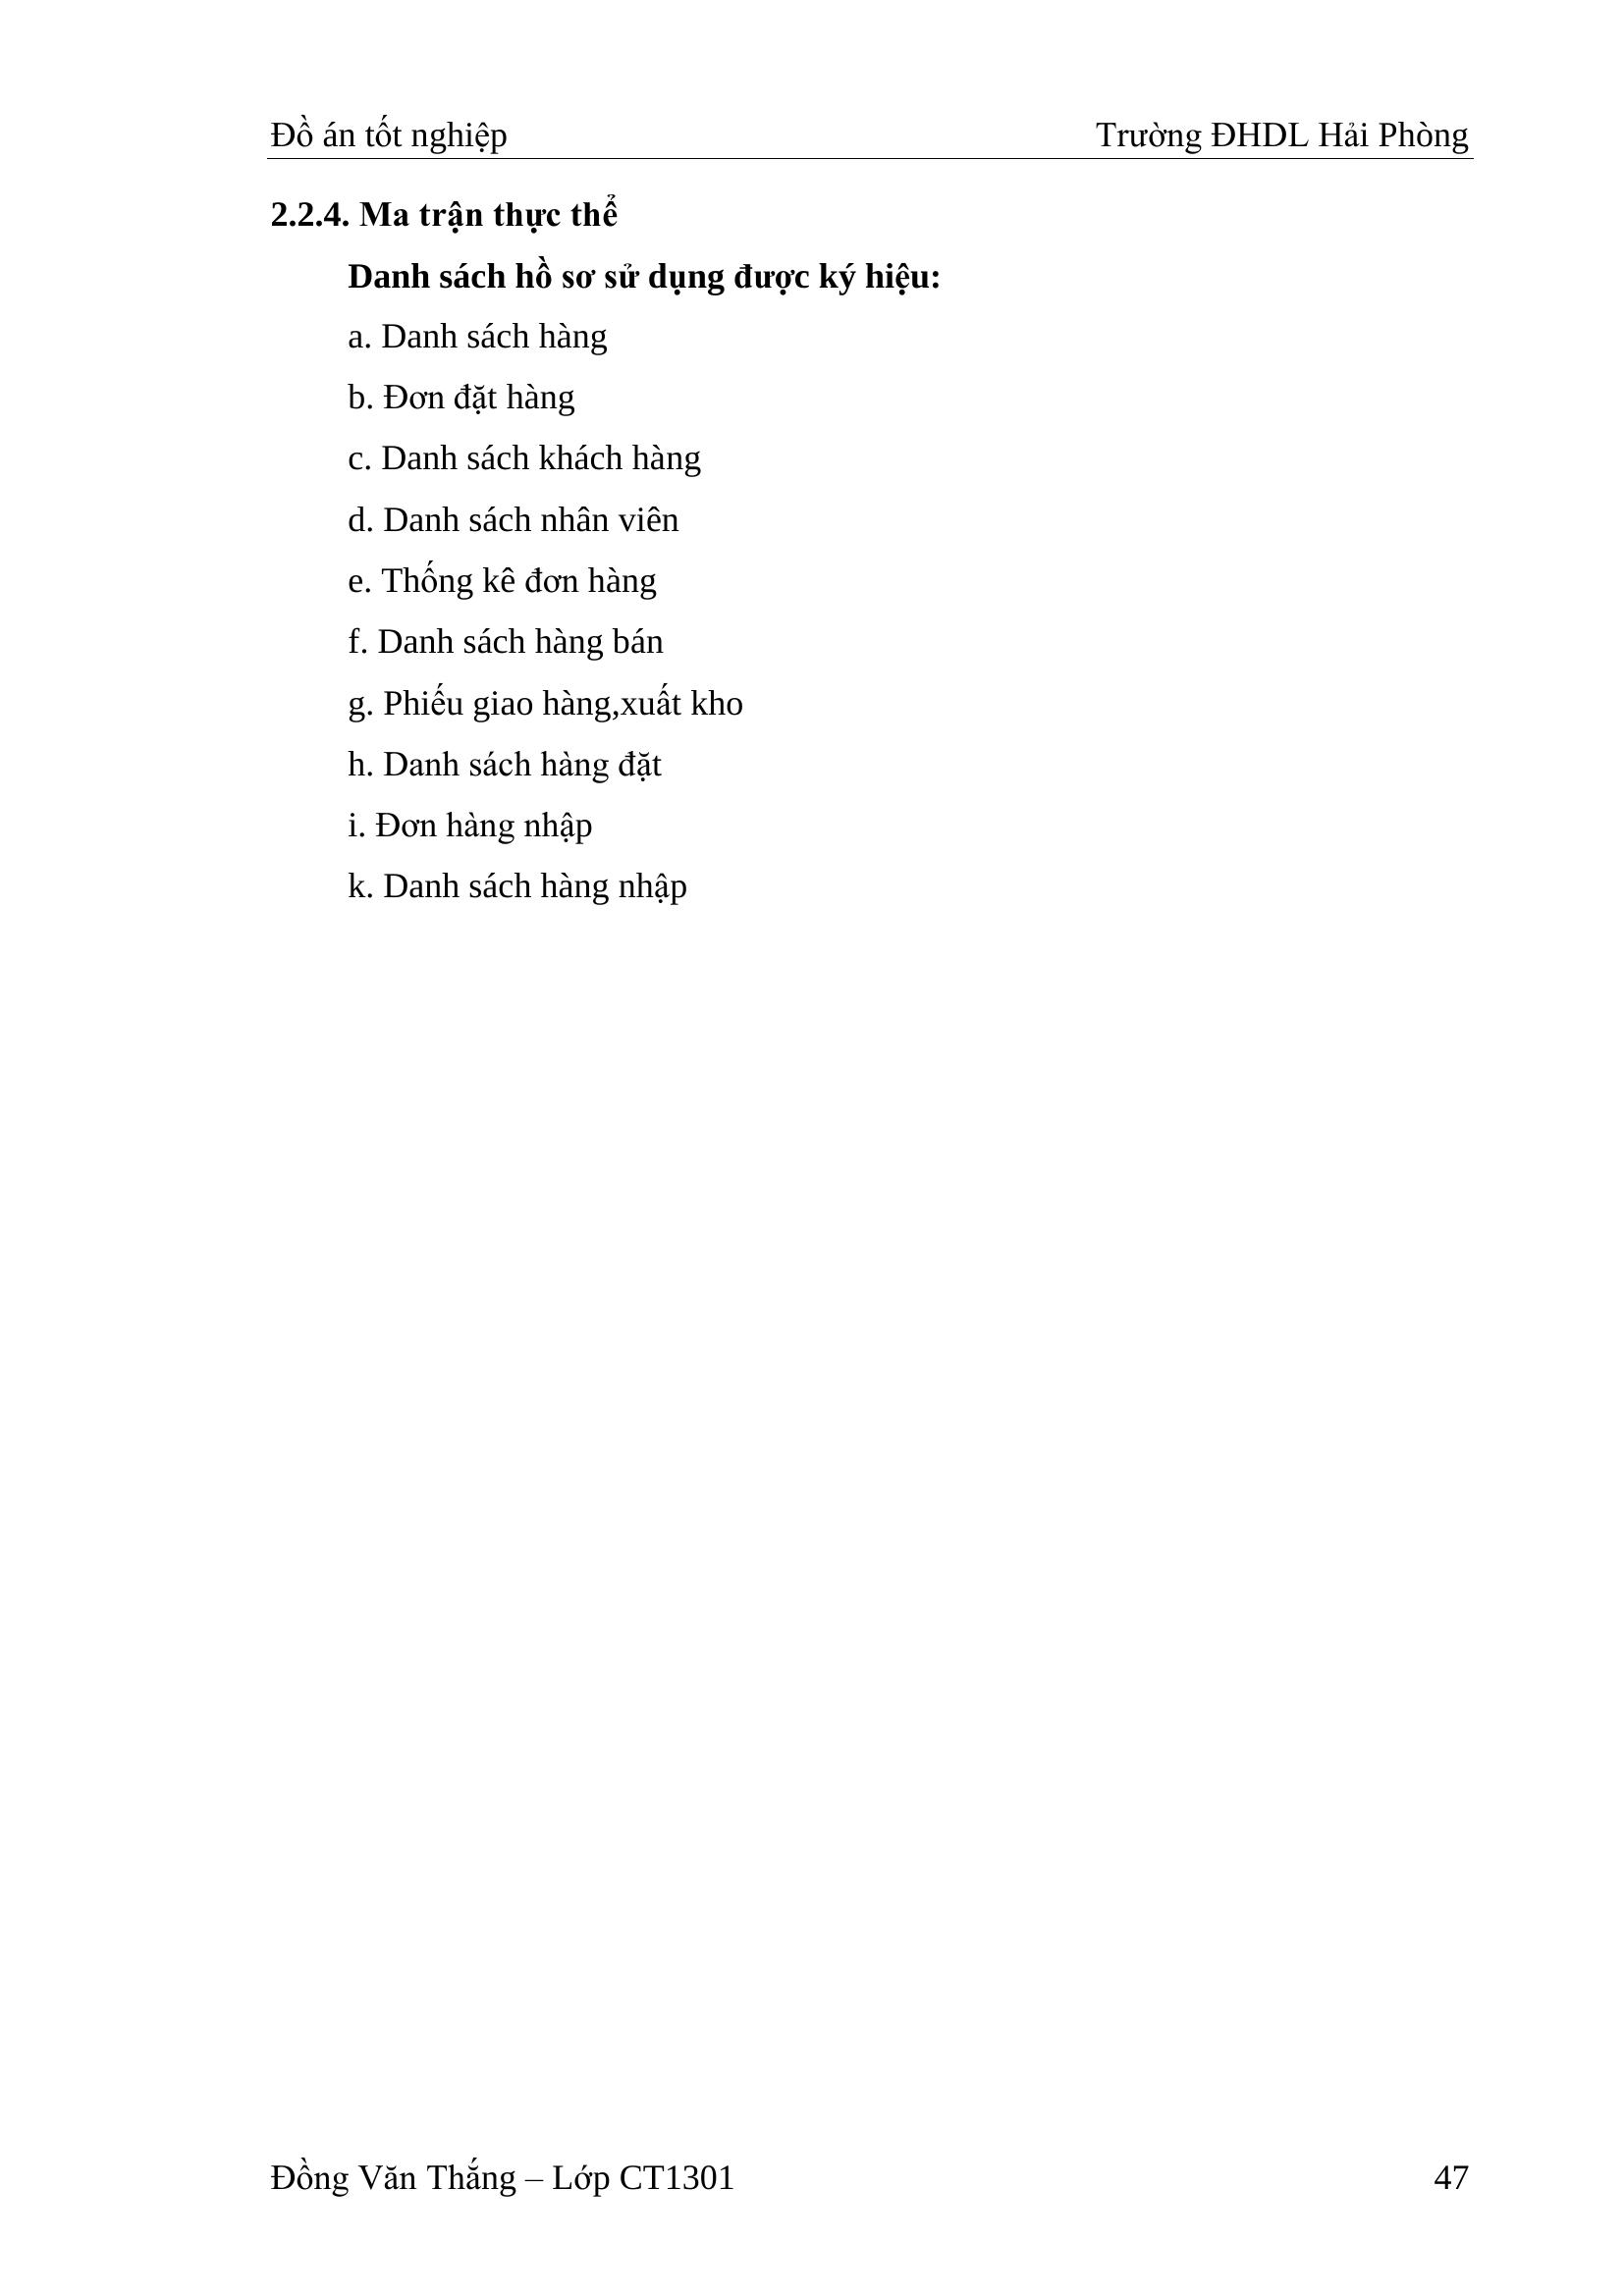 Đồ án tốt nghiệp Trường ĐHDL Hải Phòng
2.2.4. Ma trận thực thể
Danh sách hồ sơ sử dụng được ký hiệu:
a. Danh sách hàng
b. Đơn đặt hàng
c. Danh sách khách hàng
d. Danh sách nhân viên
e. Thống kê đơn hàng
f. Danh sách hàng bán
g. Phiếu giao hàng,xuất kho
h. Danh sách hàng đặt
i. Đơn hàng nhập
k. Danh sách hàng nhập
Đồng Văn Thắng – Lớp CT1301 47